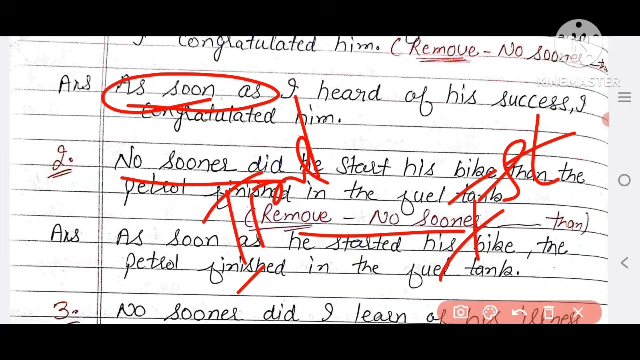 congratulated him. (Remove - No sooner - than
KINEMASTER
Ans As soon as I heard of his success, I
congratulated him.
2. No sooner did he start his bike than the
petrol finished in the fuel tank.
(Remove - No sooner ___ than)
Ans As soon as he started his bike, the
petrol finished in the fuel tank.
3. No sooner did I learn of his illness